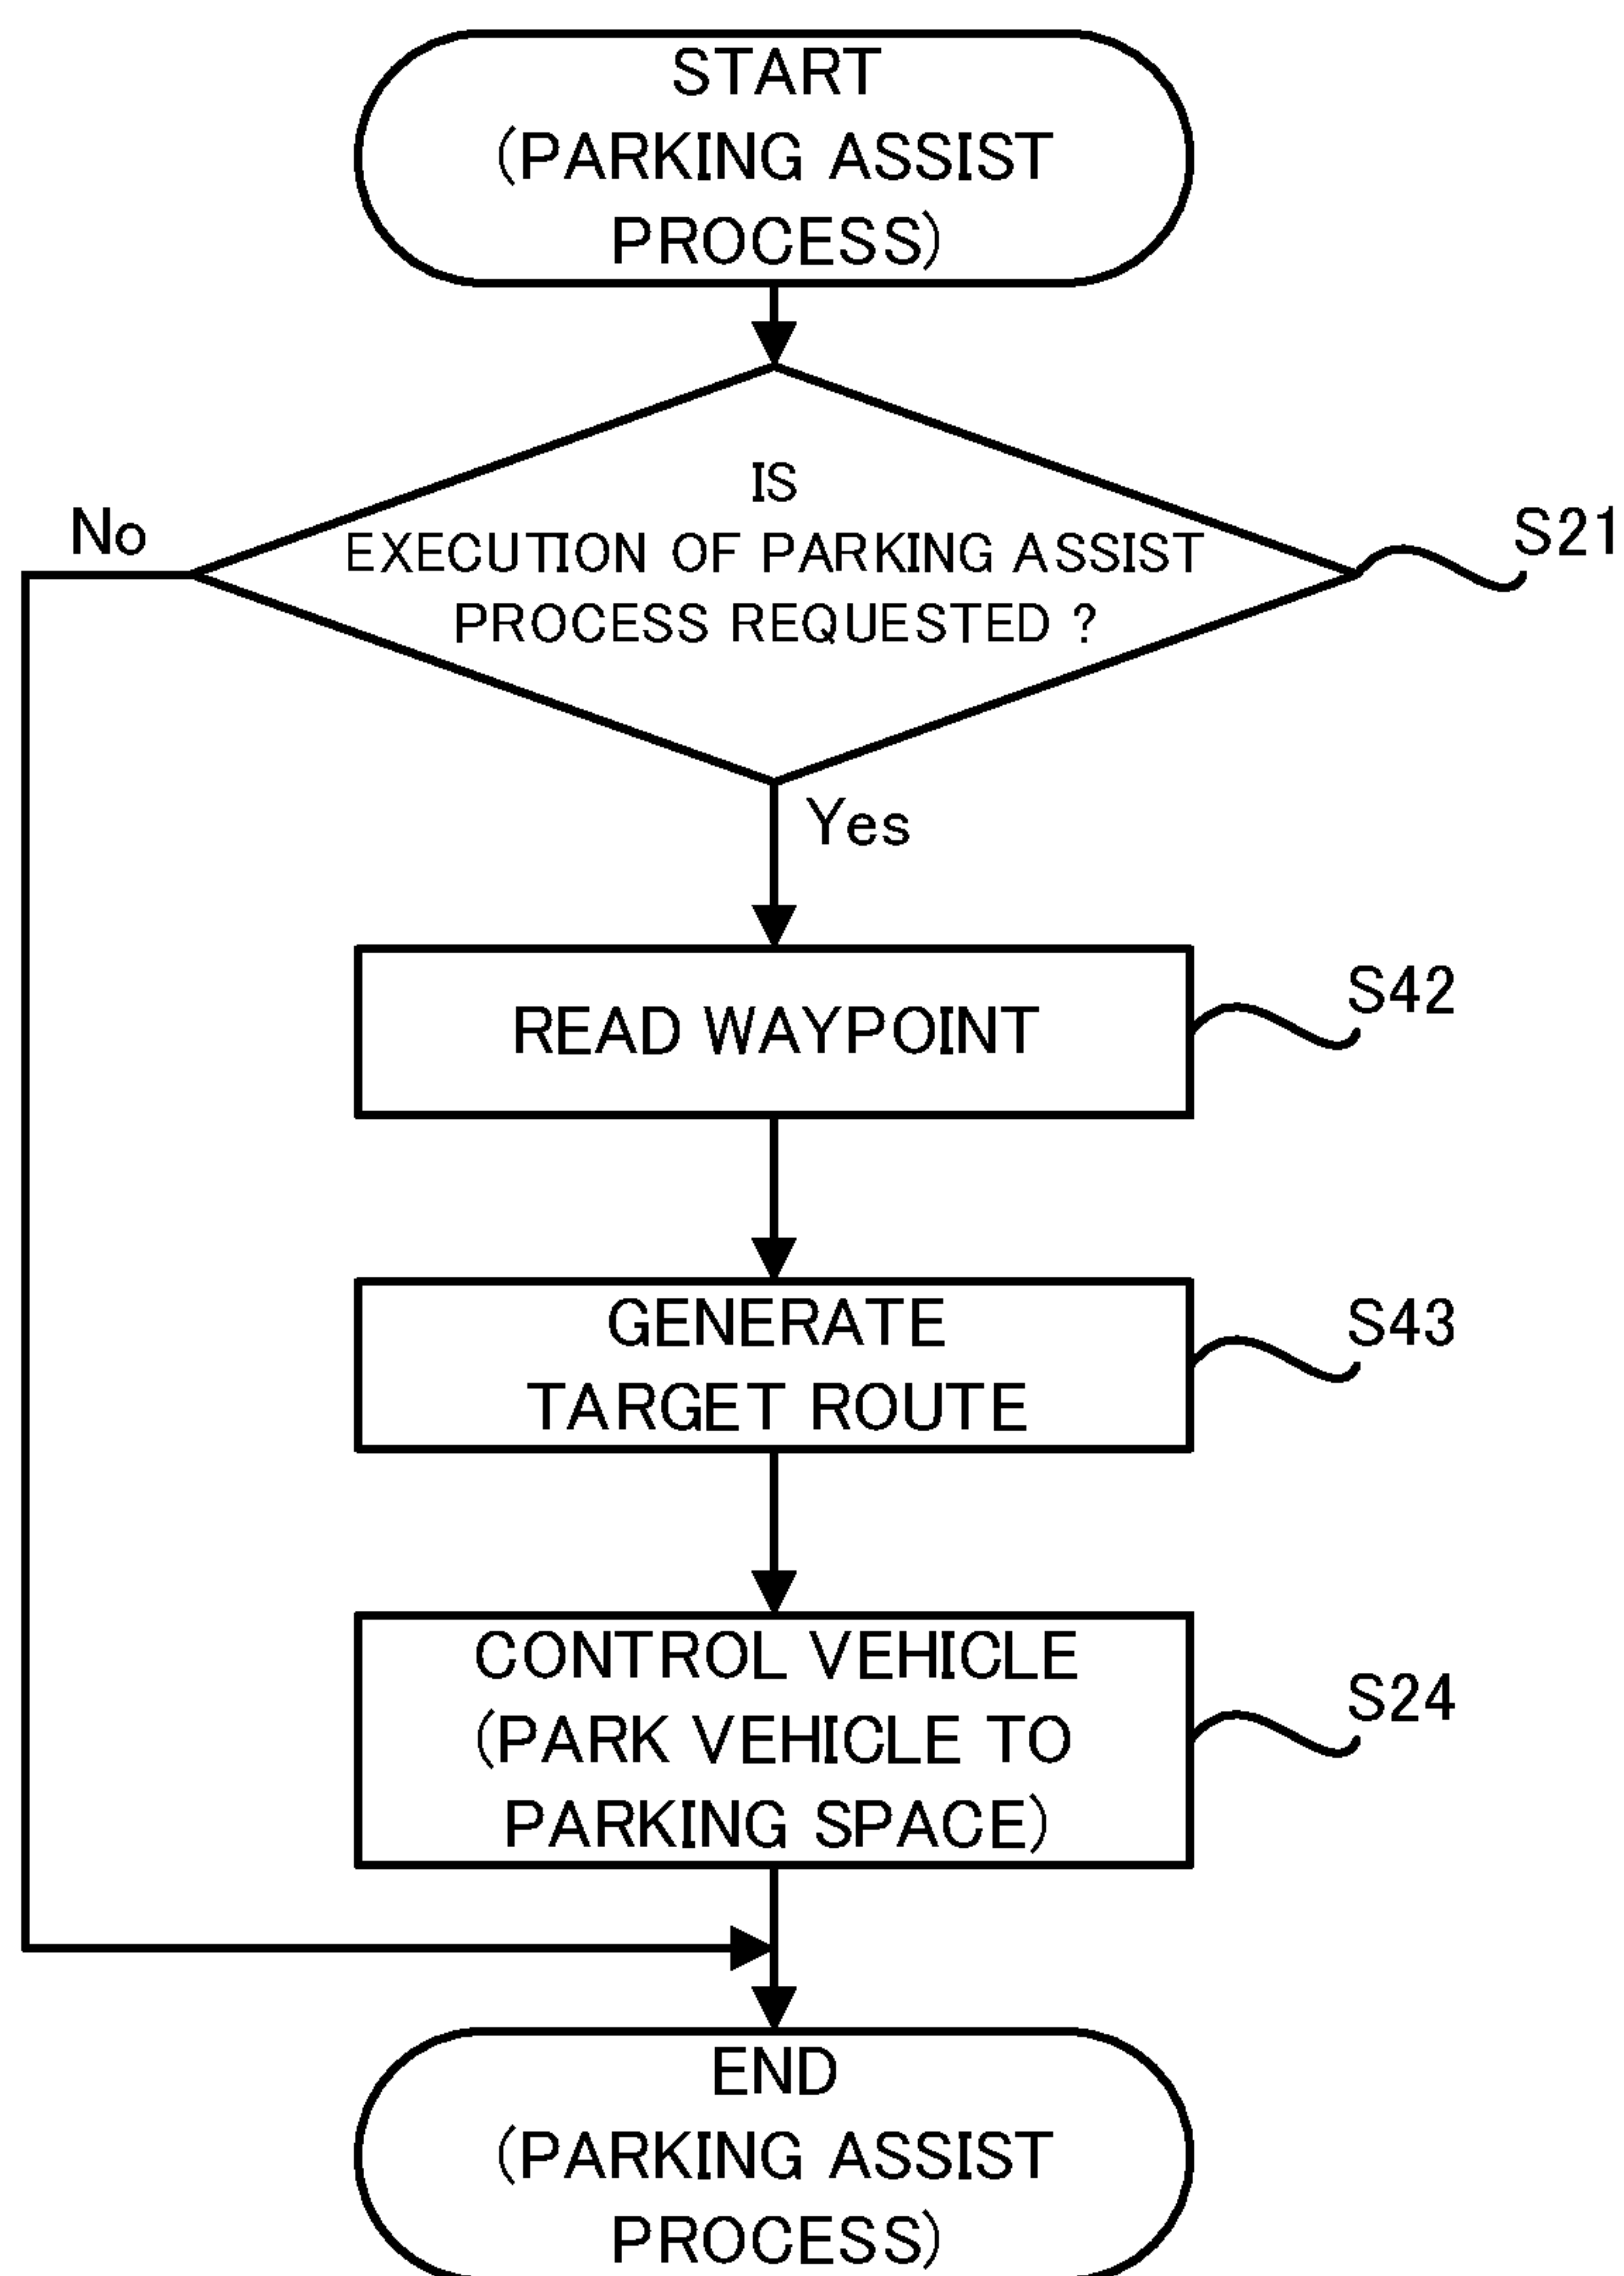 START
(PARKING ASSIST
PROCESS)
IS
EXECUTION OF PARKING ASSIST
PROCESS REQUESTED ?
No
S21
Yes
READ WAYPOINT
S42
GENERATE
TARGET ROUTE
S43
CONTROL VEHICLE
(PARK VEHICLE TO
PARKING SPACE)
S24
END
(PARKING ASSIST
PROCESS)